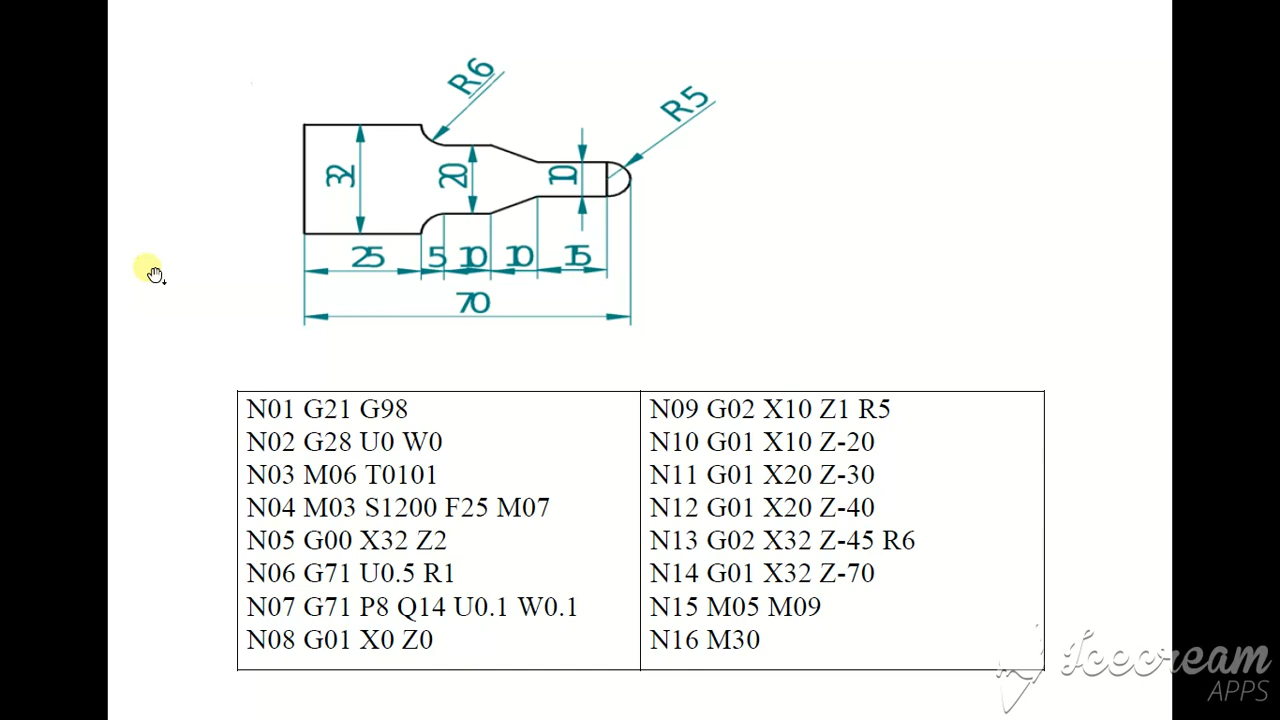 R6
R5
32
20
10
25
5
10
10
15
70
N01 G21 G98
N02 G28 U0 W0
N03 M06 T0101
N04 M03 S1200 F25 M07
N05 G00 X32 Z2
N06 G71 U0.5 R1
N07 G71 P8 Q14 U0.1 W0.1
N08 G01 X0 Z0
N09 G02 X10 Z1 R5
N10 G01 X10 Z-20
N11 G01 X20 Z-30
N12 G01 X20 Z-40
N13 G02 X32 Z-45 R6
N14 G01 X32 Z-70
N15 M05 M09
N16 M30
Icecream
APPS